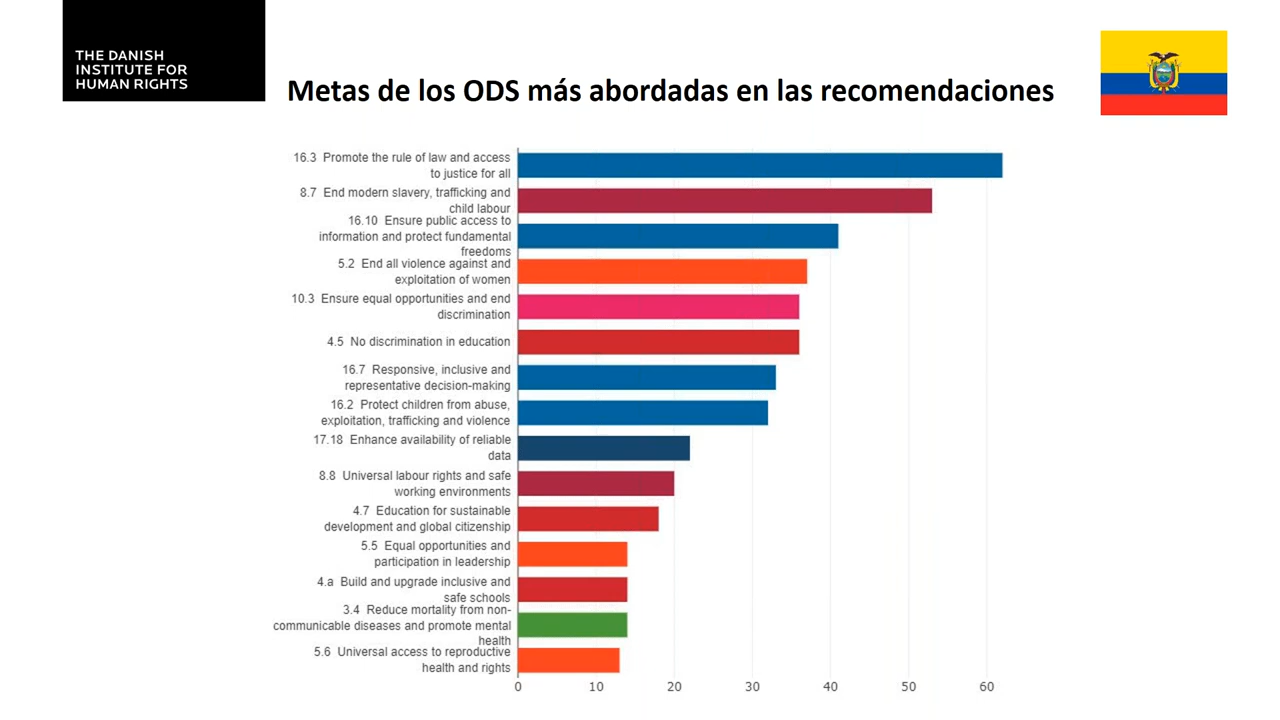 THE DANISH
INSTITUTE FOR
HUMAN RIGHTS
Metas de los ODS más abordadas en las recomendaciones
16.3 Promote the rule of law and access
to justice for all
8.7 End modern slavery, trafficking and
child labour
16.10 Ensure public access to
information and protect fundamental
freedoms
5.2 End all violence against and
exploitation of women
10.3 Ensure equal opportunities and end
discrimination
4.5 No discrimination in education
16.7 Responsive, inclusive and
representative decision-making
16.2 Protect children from abuse,
exploitation, trafficking and violence
17.18 Enhance availability of reliable
data
8.8 Universal labour rights and safe
working environments
4.7 Education for sustainable
development and global citizenship
5.5 Equal opportunities and
participation in leadership
4.a Build and upgrade inclusive and
safe schools
3.4 Reduce mortality from non-
communicable diseases and promote mental
health
5.6 Universal access to reproductive
health and rights
0 10 20 30 40 50 60